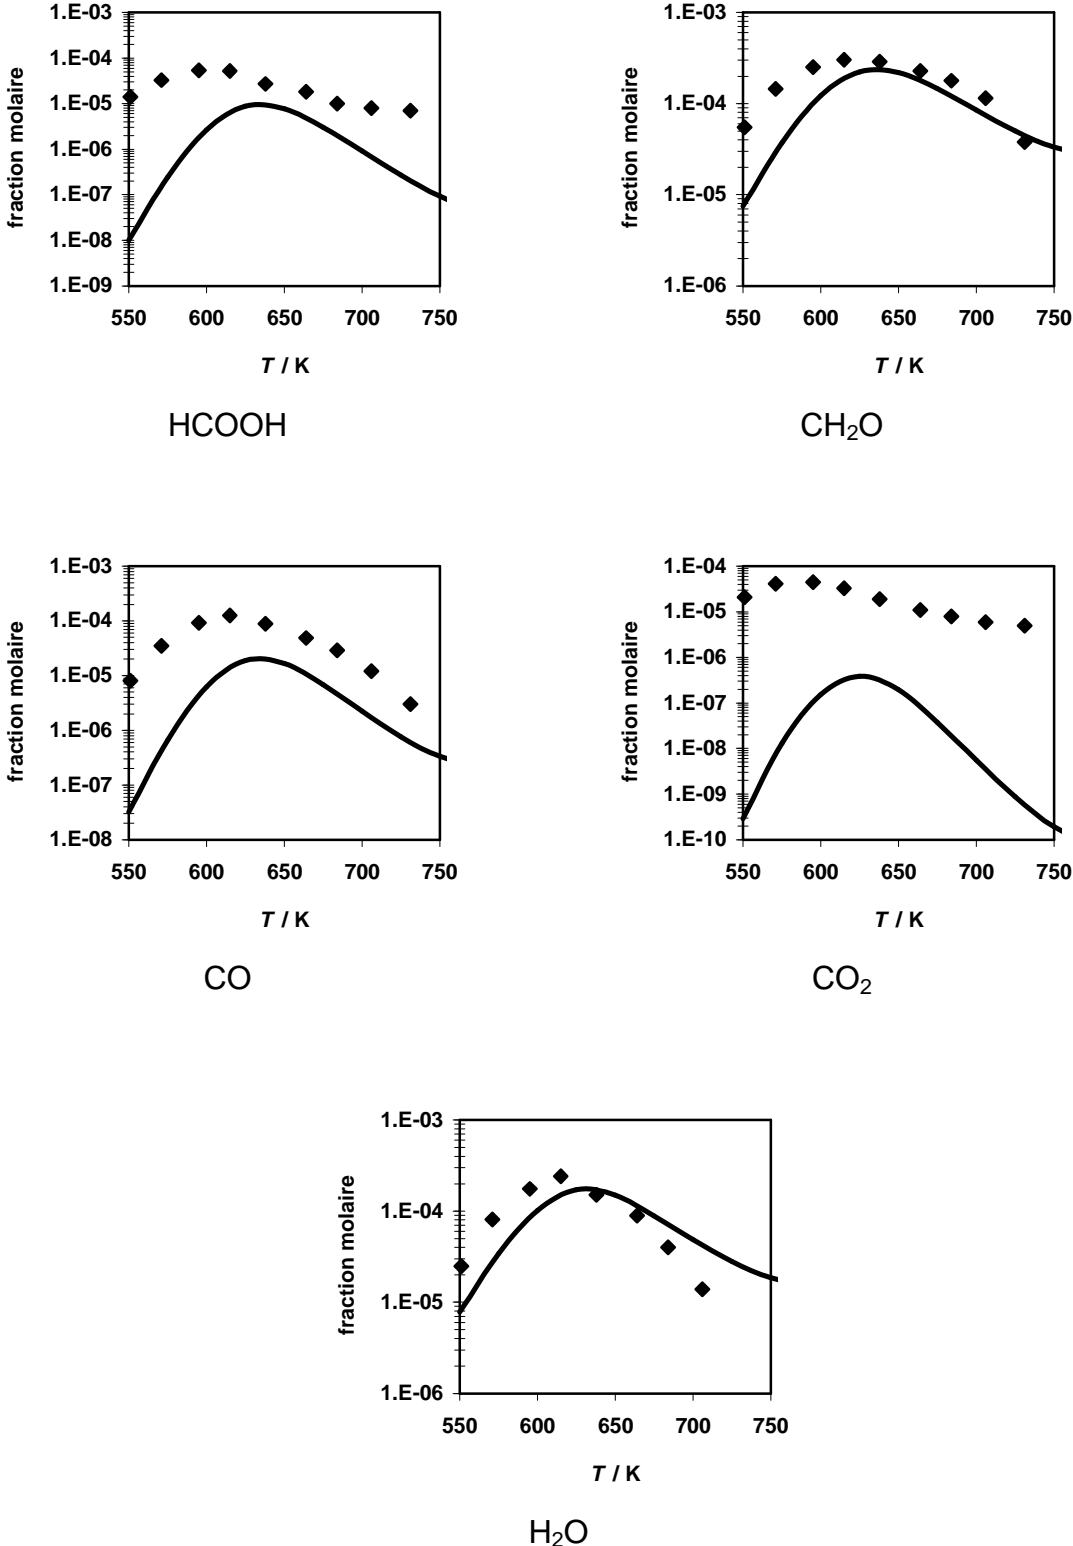 1.E-03
1.E-04
1.E-05
1.E-06
1.E-07
1.E-08
1.E-09
fraction molaire
550 600 650 700 750
T / K
HCOOH
1.E-03
1.E-04
1.E-05
1.E-06
fraction molaire
550 600 650 700 750
T / K
CH₂O
1.E-03
1.E-04
1.E-05
1.E-06
1.E-07
1.E-08
fraction molaire
550 600 650 700 750
T / K
CO
1.E-04
1.E-05
1.E-06
1.E-07
1.E-08
1.E-09
1.E-10
fraction molaire
550 600 650 700 750
T / K
CO₂
1.E-03
1.E-04
1.E-05
1.E-06
fraction molaire
550 600 650 700 750
T / K
H₂O